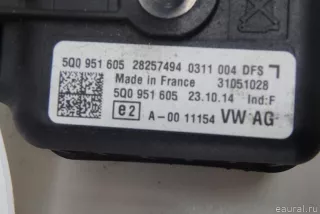 5Q0 951 605 28257494 0311 004 DFS
Made in France 31051028
5Q0 951 605 23.10.14 Ind:F
e2 A-00 11154 VW AG
© eaural.ru